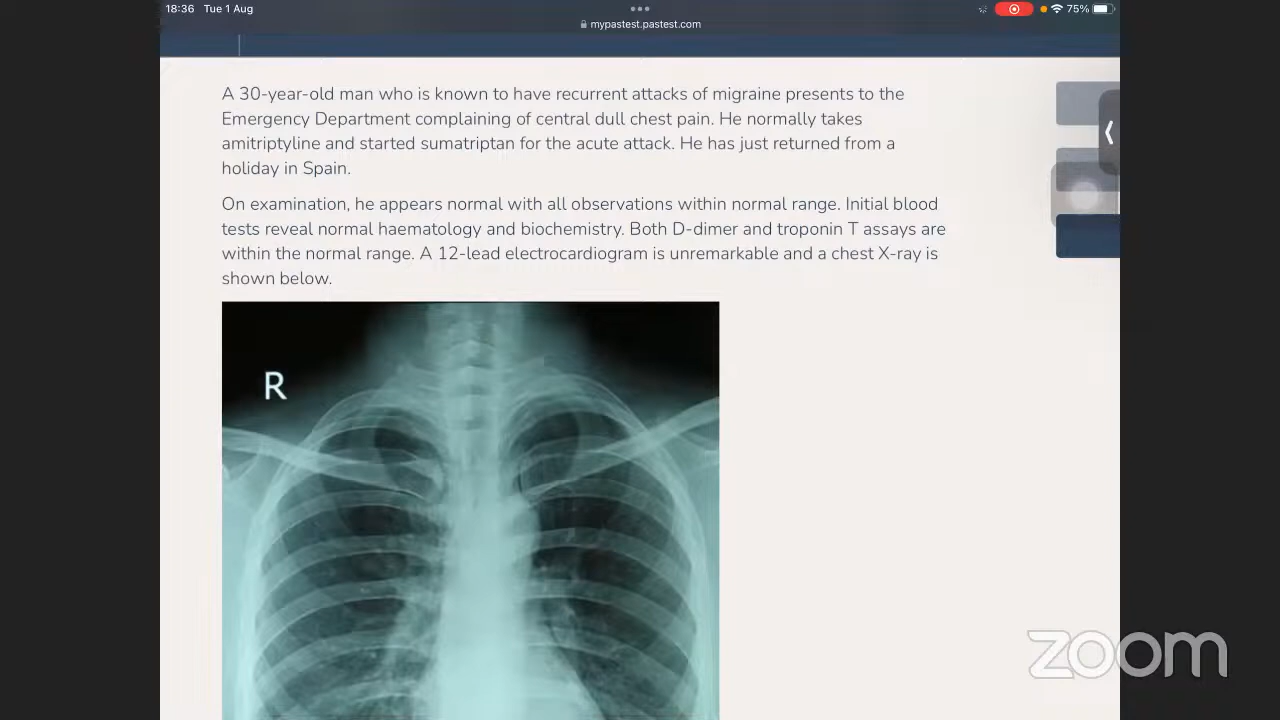 18:36 Tue 1 Aug
75%
mypastest.pastest.com
A 30-year-old man who is known to have recurrent attacks of migraine presents to the
Emergency Department complaining of central dull chest pain. He normally takes
amitriptyline and started sumatriptan for the acute attack. He has just returned from a
holiday in Spain.
On examination, he appears normal with all observations within normal range. Initial blood
tests reveal normal haematology and biochemistry. Both D-dimer and troponin T assays are
within the normal range. A 12-lead electrocardiogram is unremarkable and a chest X-ray is
shown below.
R
zoom